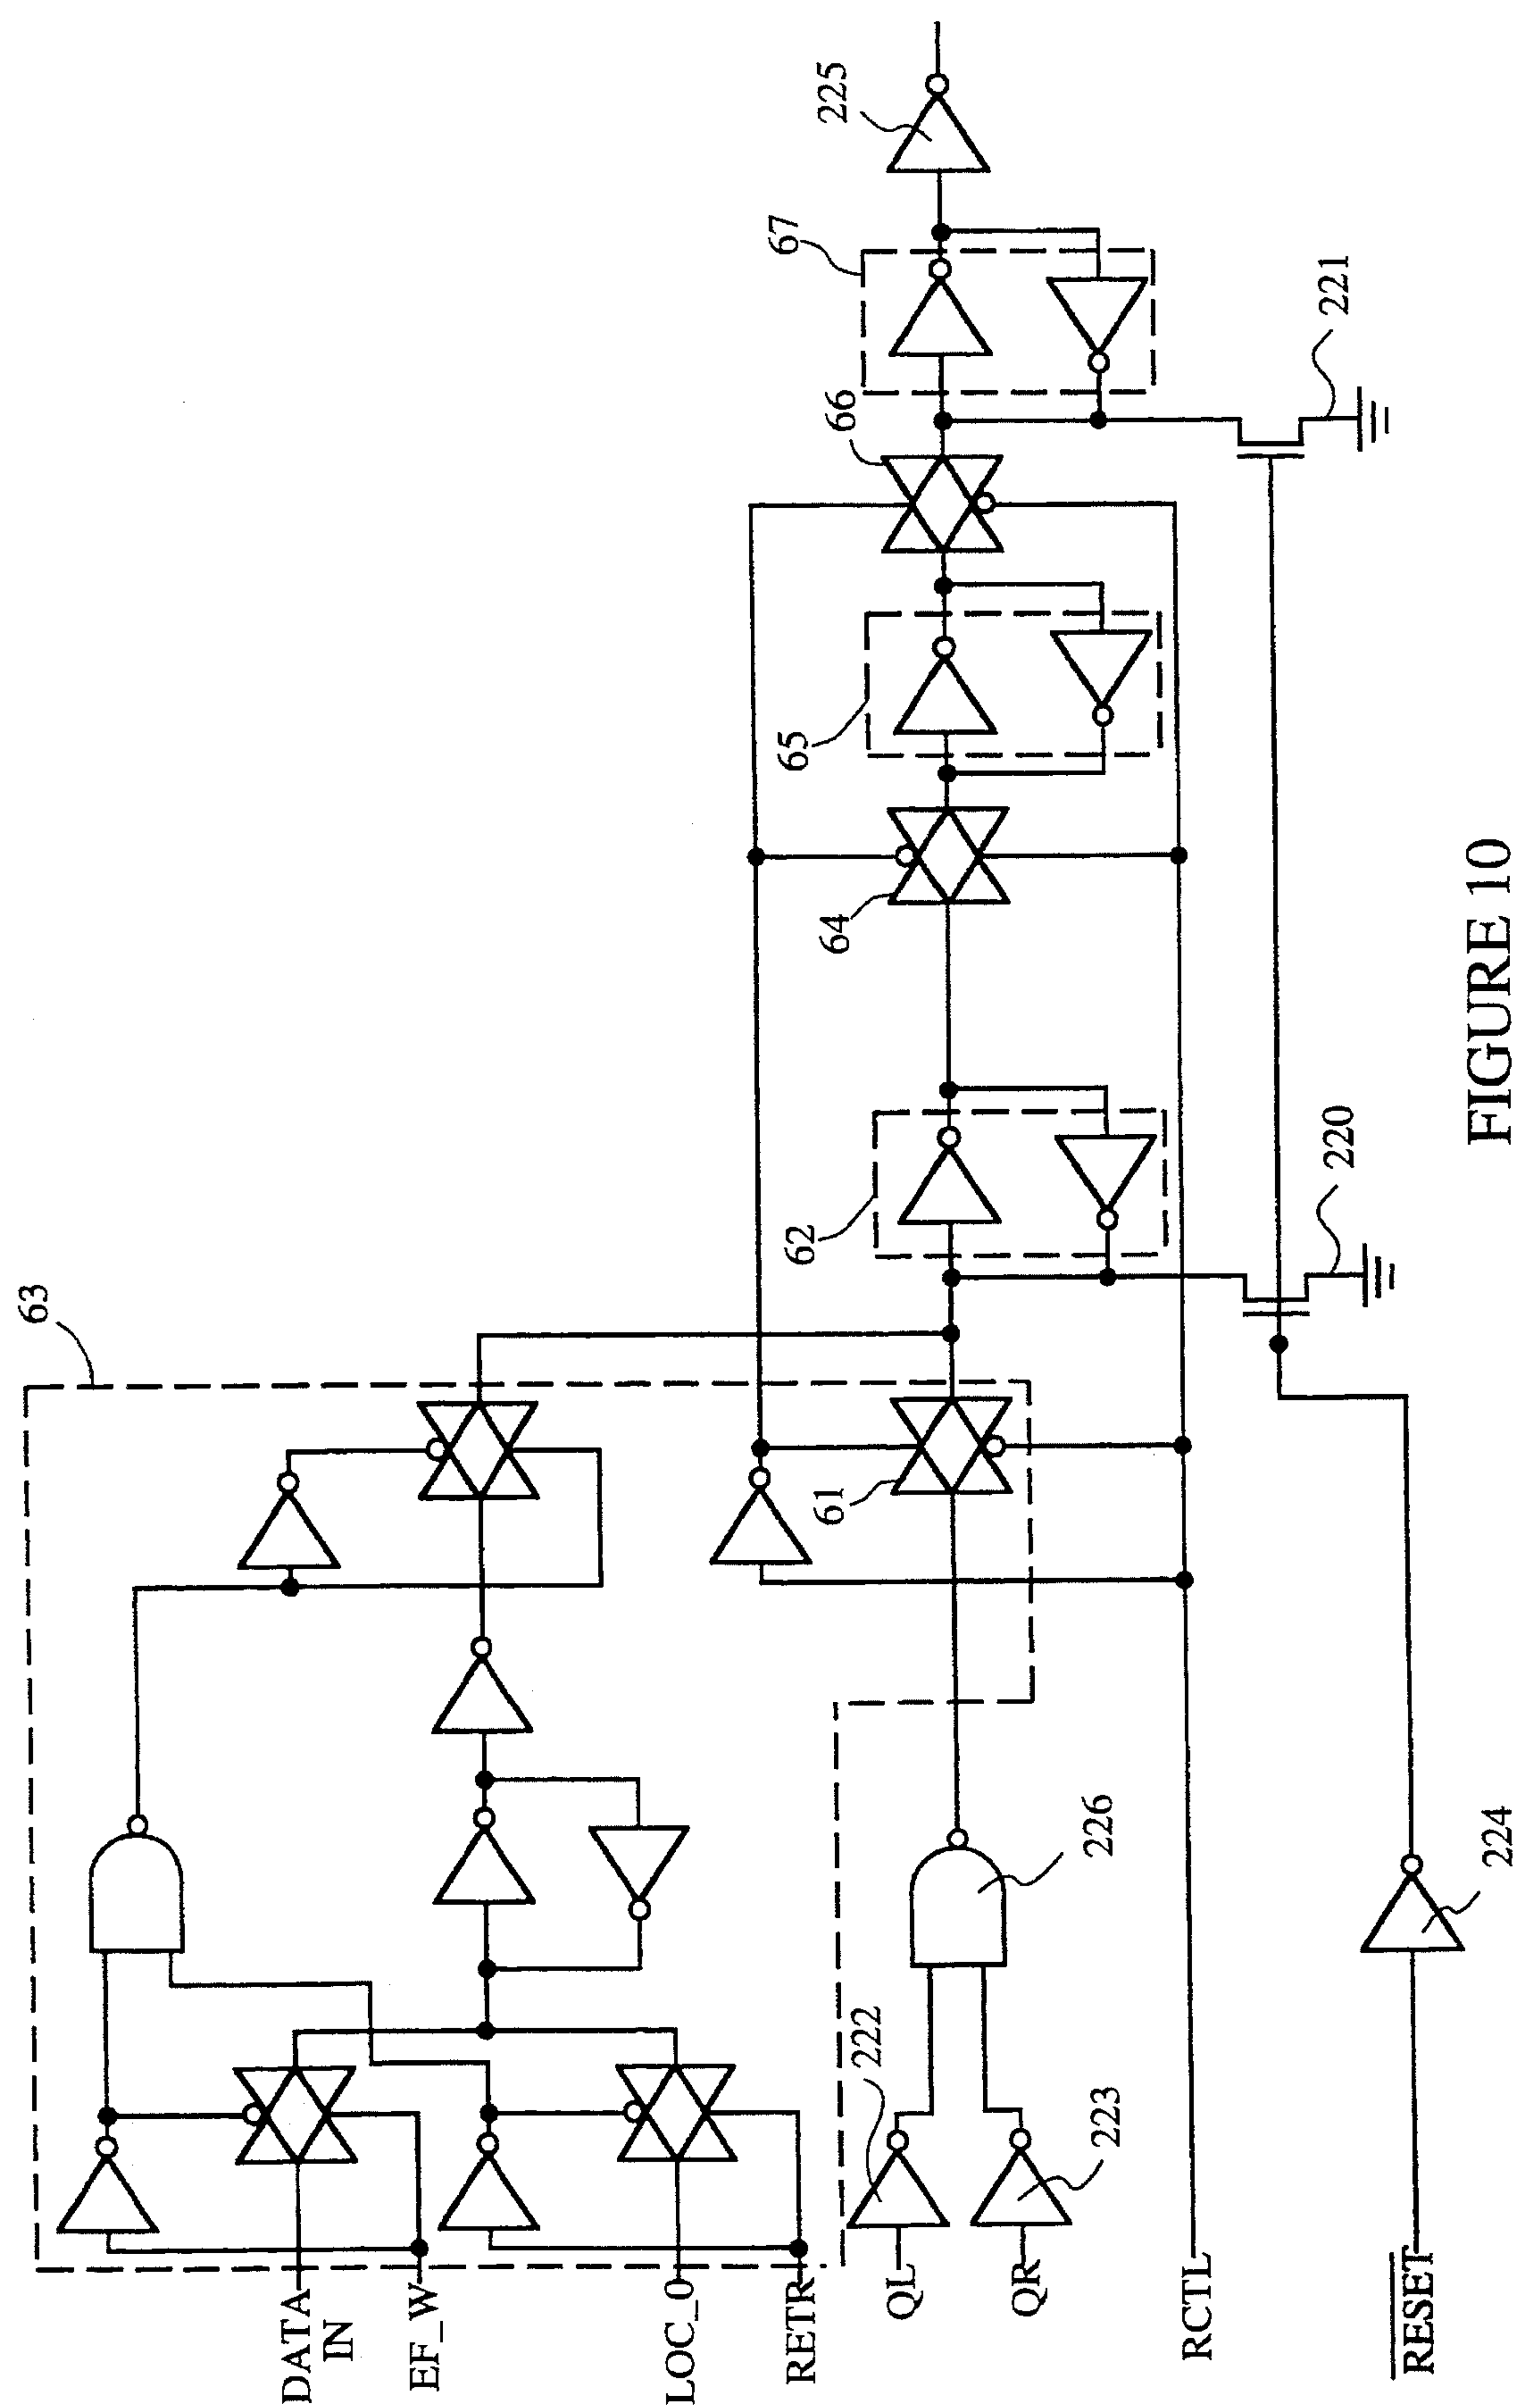 63
DATA
IN
EF_W
LOC_0
RETR
QL
QR
RCTL
RESET
222
223
226
224
61
62
220
64
65
66
67
221
225
FIGURE 10